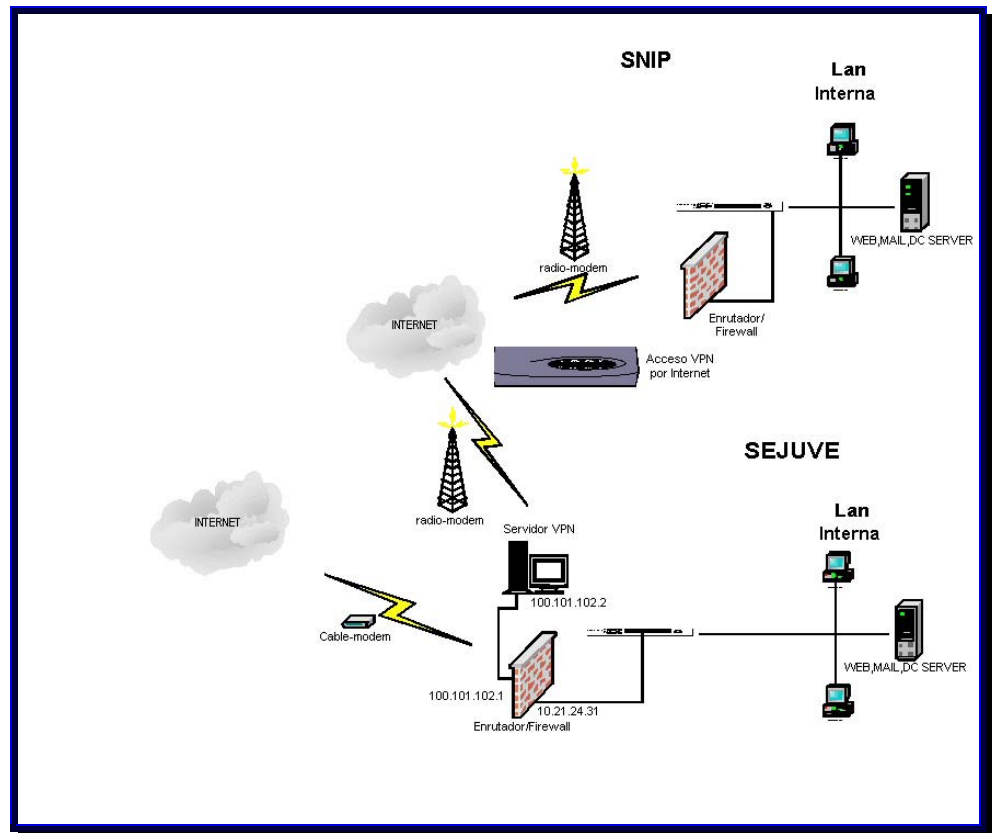 SNIP
Lan
Interna
WEB,MAIL,DC SERVER
radio-modem
Enrutador/
Firewall
INTERNET
Acceso VPN
por Internet
SEJUVE
radio-modem
INTERNET
Servidor VPN
Lan
Interna
100.101.102.2
Cable-modem
WEB,MAIL,DC SERVER
100.101.102.1
10.21.24.31
Enrutador/Firewall